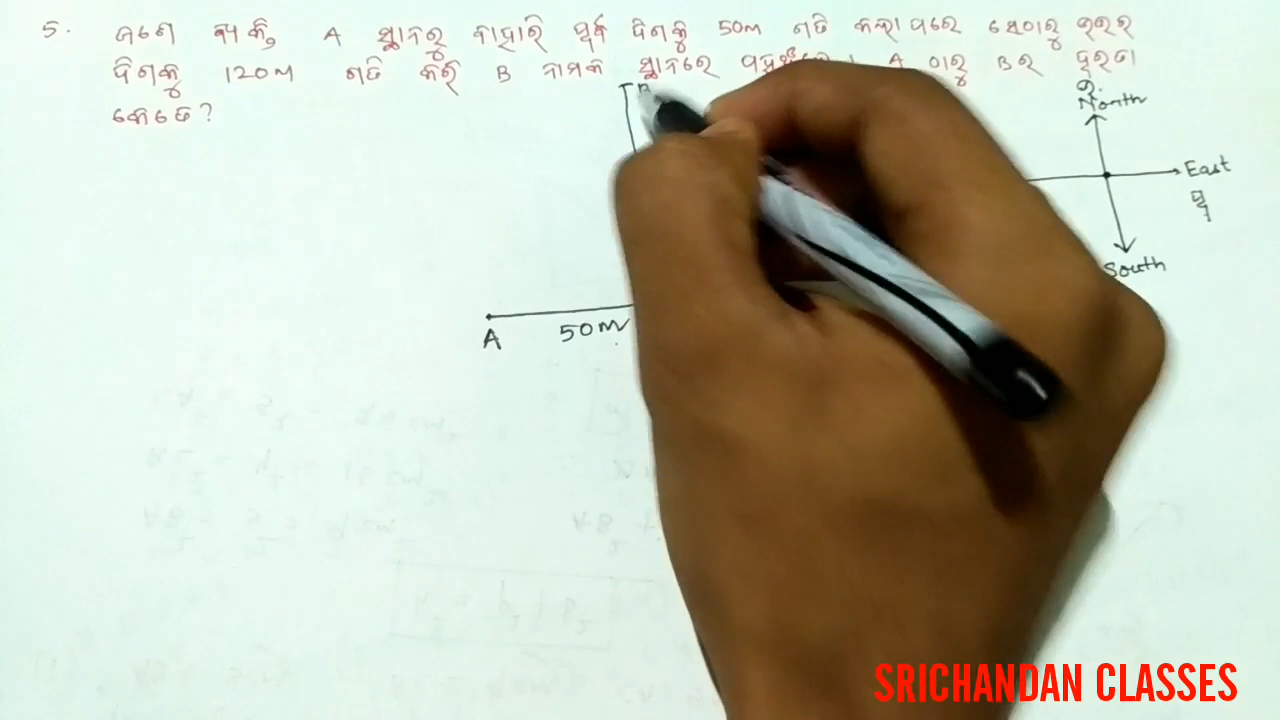 5. ଜଣେ ବ୍ୟକ୍ତି A ସ୍ଥାନରୁ ବାହାରି ପୂର୍ବ ଦିଗକୁ 50m ଗତି କଲାପରେ ସେଠାରୁ ଉତ୍ତର
ଦିଗକୁ 120m ଗତି କରି B ନାମକ ସ୍ଥାନରେ A ଠାରୁ Bର ଦୂରତା
କେତେ?
ଉ.
North
East
ପୂ
South
A
50m
SRICHANDAN CLASSES